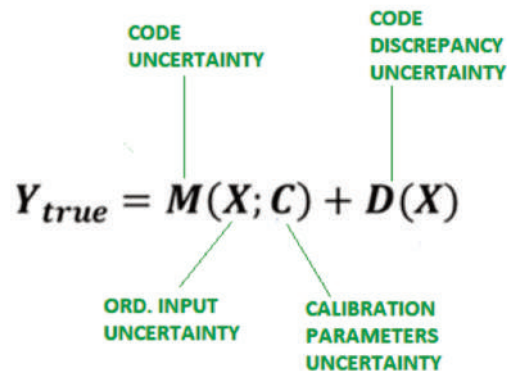 CODE
UNCERTAINTY
CODE
DISCREPANCY
UNCERTAINTY
Y_true = M(X; C) + D(X)
ORD. INPUT
UNCERTAINTY
CALIBRATION
PARAMETERS
UNCERTAINTY